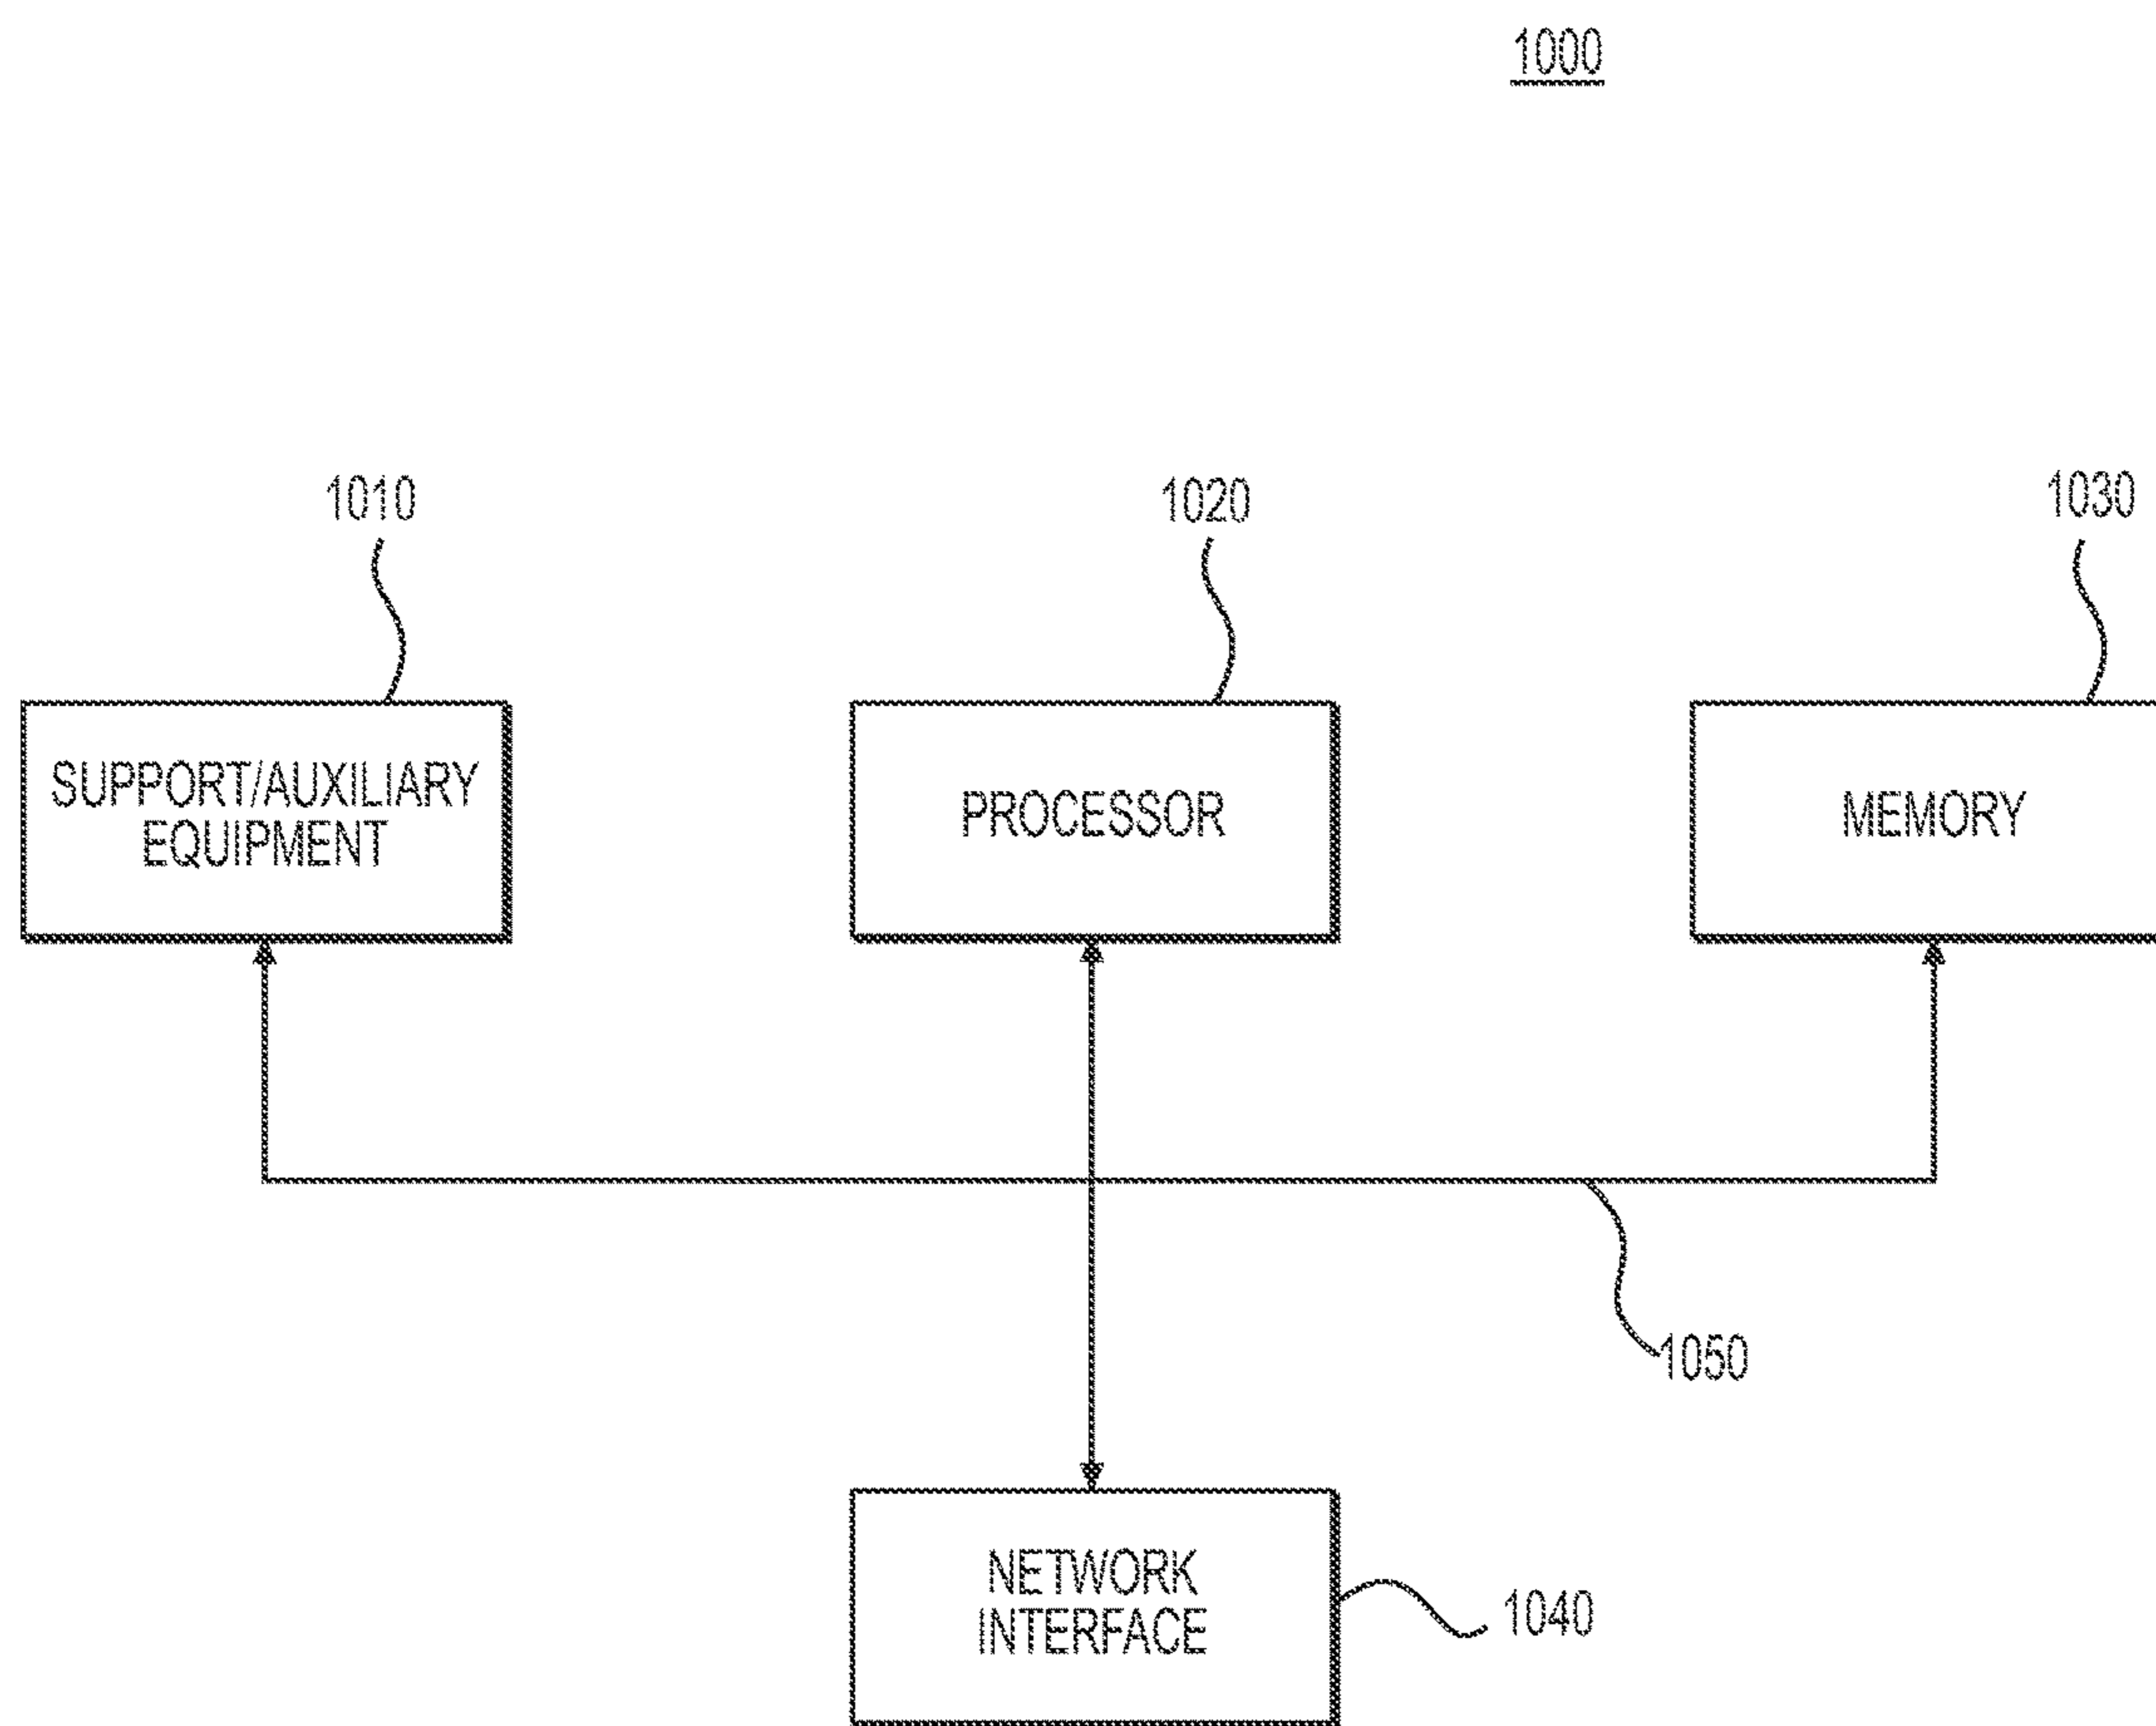 1000
1010
1020
1030
SUPPORT/AUXILIARY
EQUIPMENT
PROCESSOR
MEMORY
1050
NETWORK
INTERFACE
1040